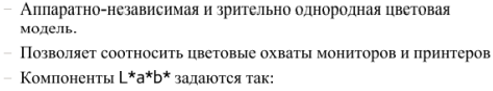 – Аппаратно-независимая и зрительно однородная цветовая
модель.
– Позволяет соотносить цветовые охваты мониторов и принтеров
– Компоненты L*a*b* задаются так: